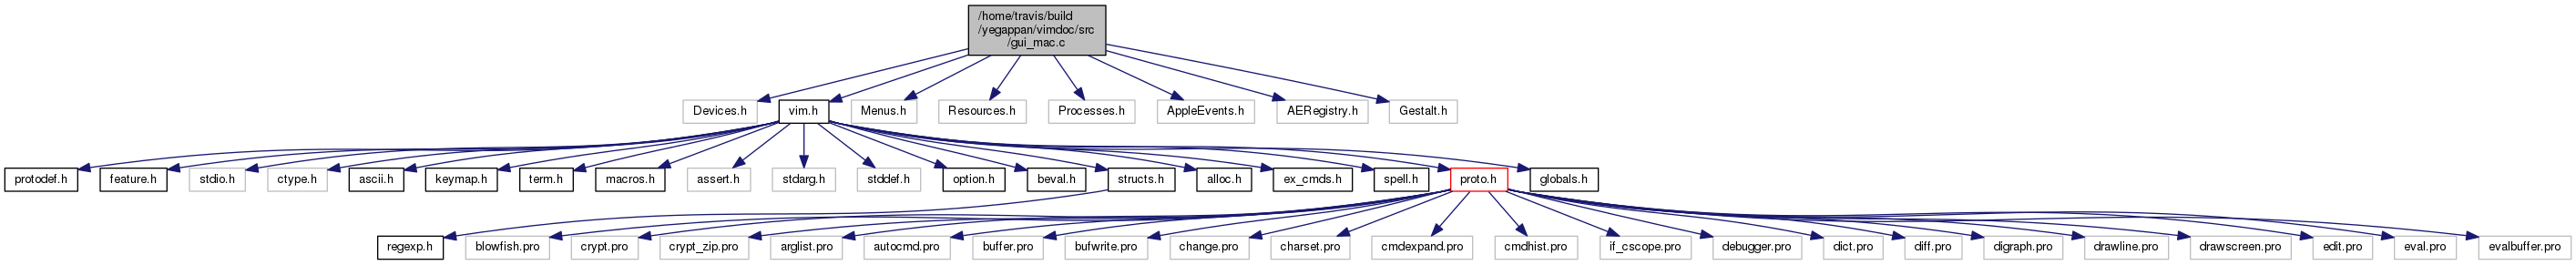 /home/travis/build
/yegappan/vimdoc/src
/gui_mac.c
Devices.h
vim.h
Menus.h
Resources.h
Processes.h
AppleEvents.h
AERegistry.h
Gestalt.h
protodef.h
feature.h
stdio.h
ctype.h
ascii.h
keymap.h
term.h
macros.h
assert.h
stdarg.h
stddef.h
option.h
beval.h
structs.h
alloc.h
ex_cmds.h
spell.h
proto.h
globals.h
regexp.h
blowfish.pro
crypt.pro
crypt_zip.pro
arglist.pro
autocmd.pro
buffer.pro
bufwrite.pro
change.pro
charset.pro
cmdexpand.pro
cmdhist.pro
if_cscope.pro
debugger.pro
dict.pro
diff.pro
digraph.pro
drawline.pro
drawscreen.pro
edit.pro
eval.pro
evalbuffer.pro